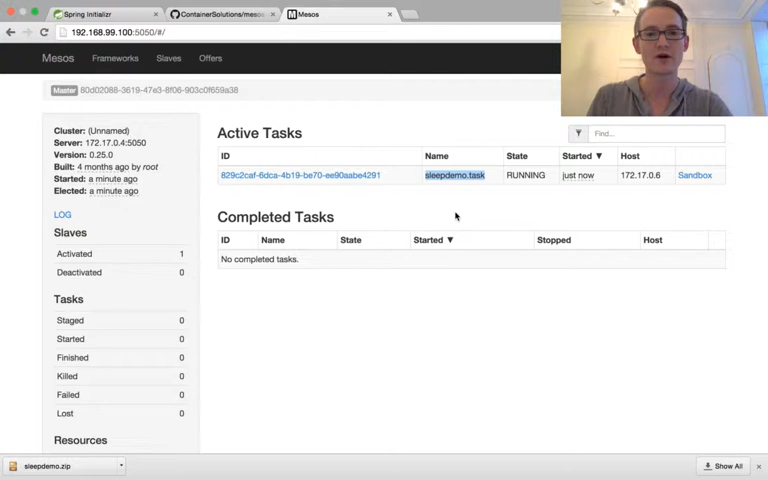 Spring Initializr
ContainerSolutions/mesos
Mesos
192.168.99.100:5050/#/
Mesos Frameworks Slaves Offers
Master 80d02088-3619-47e3-8f06-903c0f659a38
Cluster: (Unnamed)
Server: 172.17.0.4:5050
Version: 0.25.0
Built: 4 months ago by root
Started: a minute ago
Elected: a minute ago
LOG
Slaves
Activated 1
Deactivated 0
Tasks
Staged 0
Started 0
Finished 0
Killed 0
Failed 0
Lost 0
Resources
Active Tasks
Find...
ID Name State Started ▼ Host
829c2caf-6dca-4b19-be70-ee90aabe4291 sleepdemo.task RUNNING just now 172.17.0.6 Sandbox
Completed Tasks
ID Name State Started ▼ Stopped Host
No completed tasks.
sleepdemo.zip
Show All